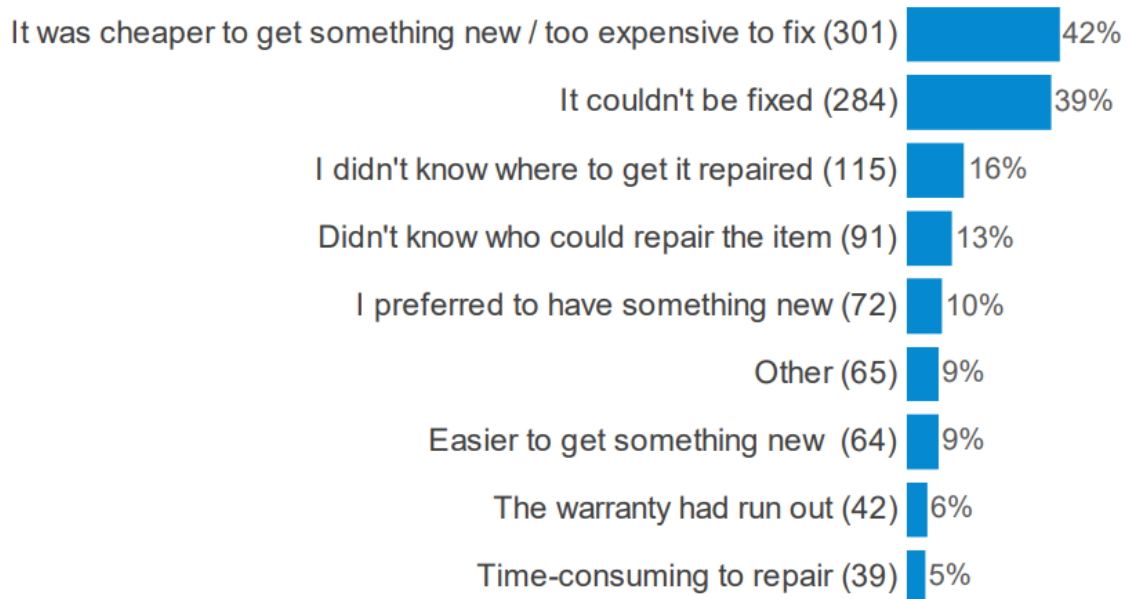 It was cheaper to get something new / too expensive to fix (301) 42%
It couldn't be fixed (284) 39%
I didn't know where to get it repaired (115) 16%
Didn't know who could repair the item (91) 13%
I preferred to have something new (72) 10%
Other (65) 9%
Easier to get something new (64) 9%
The warranty had run out (42) 6%
Time-consuming to repair (39) 5%